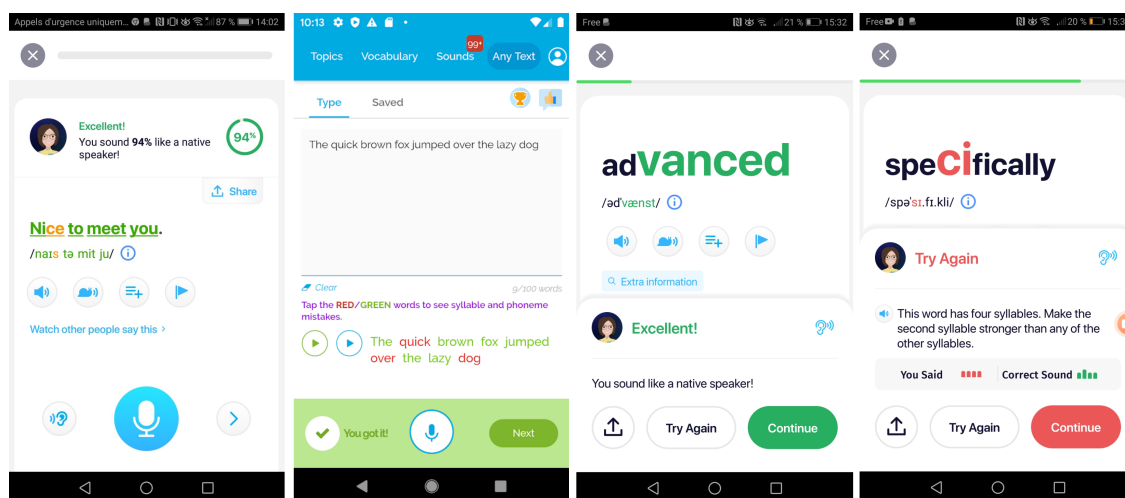 Appels d'urgence uniquem... 87 % 14:02
Excellent!
You sound 94% like a native
speaker!
94%
Share
Nice to meet you.
/naɪs tə mit ju/
Watch other people say this >
10:13
Topics Vocabulary Sounds 99+ Any Text
Type Saved
The quick brown fox jumped over the lazy dog
Clear 9/100 words
Tap the RED/GREEN words to see syllable and phoneme
mistakes.
The quick brown fox jumped
over the lazy dog
You got it! Next
Free 21 % 15:32
advanced
/ədˈvænst/
Extra information
Excellent!
You sound like a native speaker!
Try Again Continue
Free 20 %
specifically
/spəˈsɪ.fɪ.kli/
Try Again
This word has four syllables. Make the
second syllable stronger than any of the
other syllables.
You Said Correct Sound
Try Again Continue